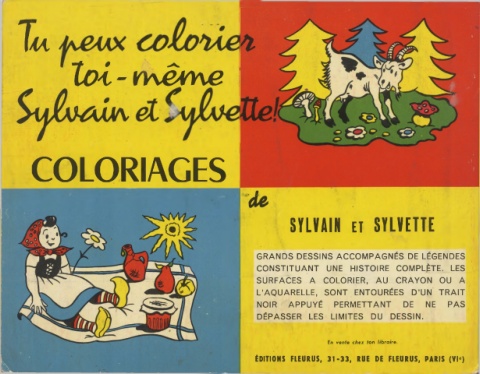 Tu peux colorier
toi-même
Sylvain et Sylvette!
COLORIAGES
de
SYLVAIN ET SYLVETTE
GRANDS DESSINS ACCOMPAGNÉS DE LÉGENDES
CONSTITUANT UNE HISTOIRE COMPLÈTE. LES
SURFACES A COLORIER, AU CRAYON OU A
L'AQUARELLE, SONT ENTOURÉES D'UN TRAIT
NOIR APPUYÉ PERMETTANT DE NE PAS
DÉPASSER LES LIMITES DU DESSIN.
En vente chez ton libraire.
ÉDITIONS FLEURUS, 31-33, RUE DE FLEURUS, PARIS (VIe)